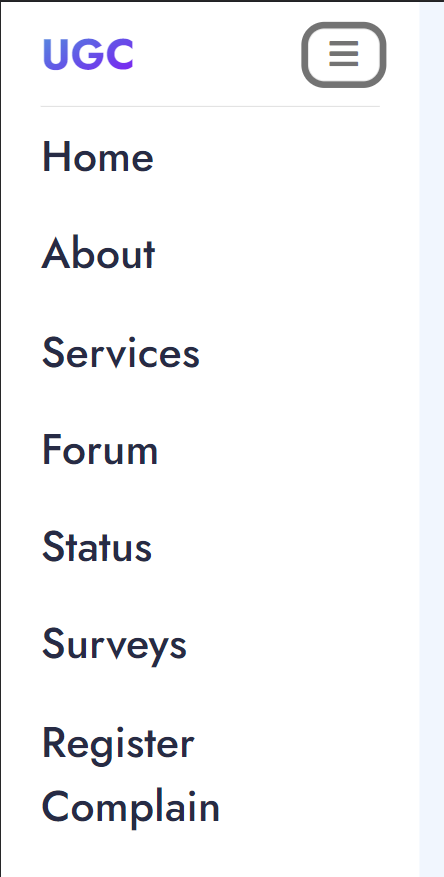 UGC
Home
About
Services
Forum
Status
Surveys
Register
Complain